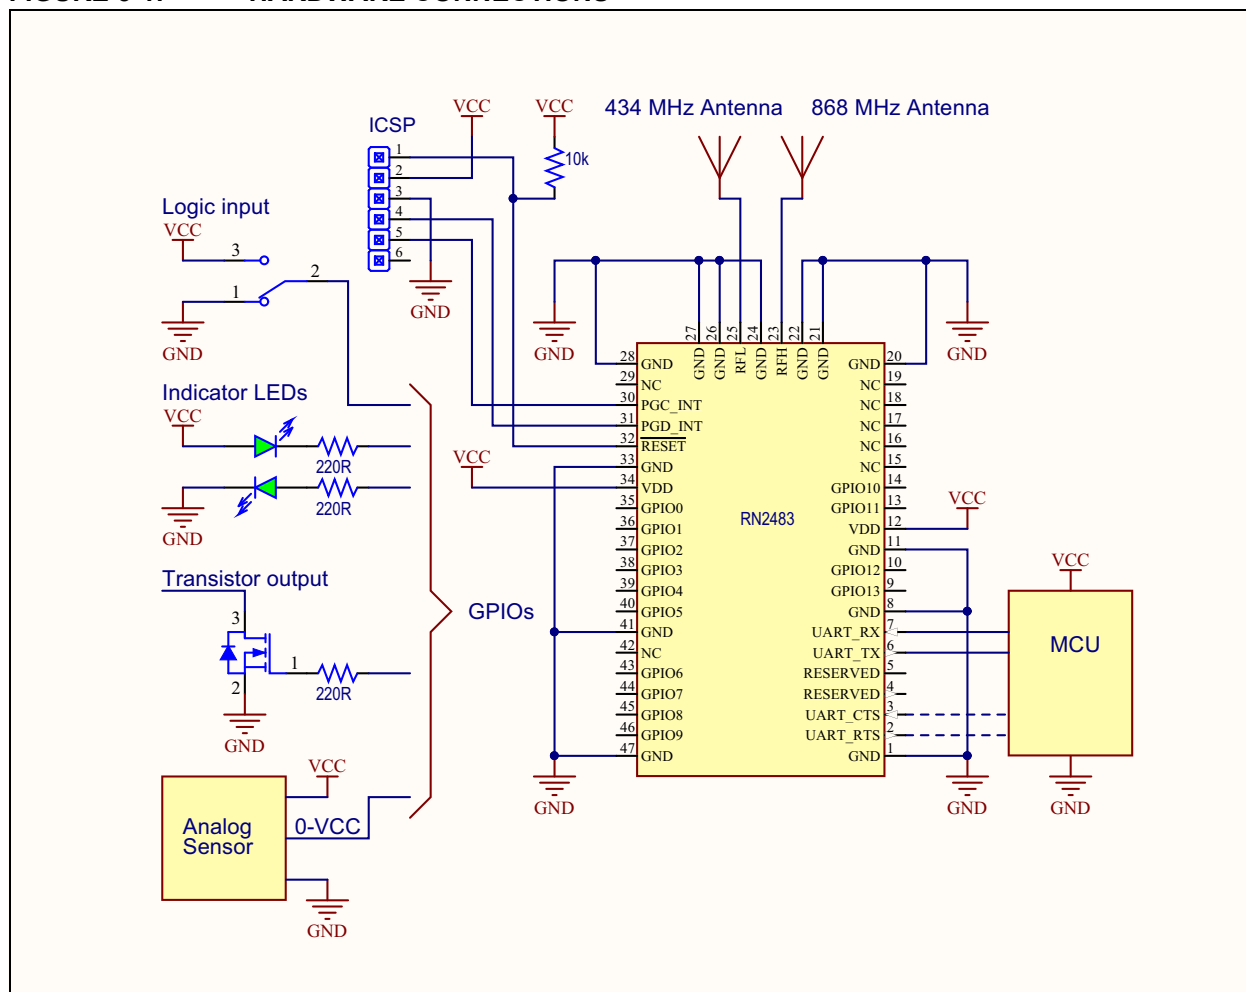 434 MHz Antenna
868 MHz Antenna
VCC
VCC
ICSP
1
2
3
4
5
6
10k
GND
Logic input
VCC
3
2
1
GND
Indicator LEDs
VCC
220R
220R
GND
Transistor output
3
1
2
220R
GND
GPIOs
VCC
Analog
Sensor
0-VCC
GND
GND
GND
27 GND
26 GND
25 RFL
24 GND
23 RFH
22 GND
21 GND
28 GND
29 NC
30 PGC_INT
31 PGD_INT
32 RESET
33 GND
34 VDD
35 GPIO0
36 GPIO1
37 GPIO2
38 GPIO3
39 GPIO4
40 GPIO5
41 GND
42 NC
43 GPIO6
44 GPIO7
45 GPIO8
46 GPIO9
47 GND
VCC
GND
RN2483
GND 20
NC 19
NC 18
NC 17
NC 16
NC 15
GPIO10 14
GPIO11 13
VDD 12
GND 11
GPIO12 10
GPIO13 9
GND 8
UART_RX 7
UART_TX 6
RESERVED 5
RESERVED 4
UART_CTS 3
UART_RTS 2
GND 1
VCC
GND
VCC
MCU
GND